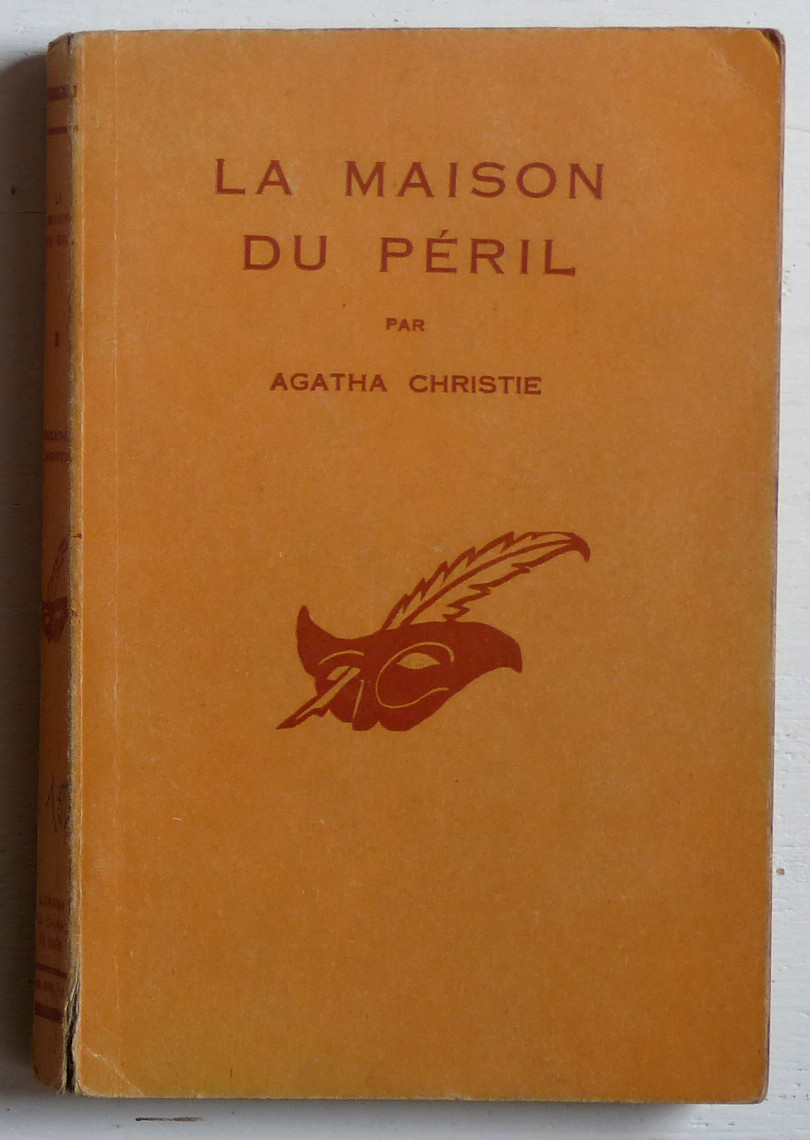 LA MAISON
DU PÉRIL
PAR
AGATHA CHRISTIE